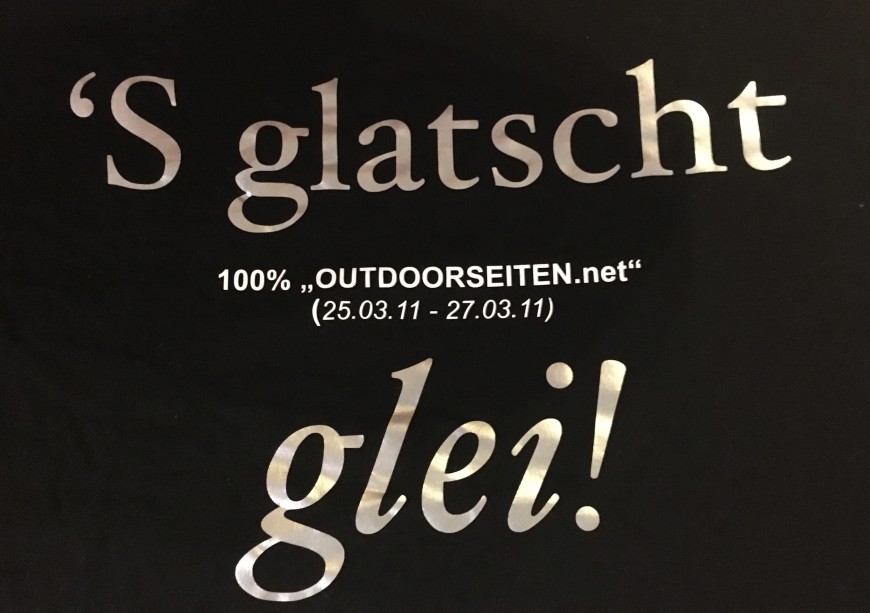 ‘S glatscht
100% „OUTDOORSEITEN.net“
(25.03.11 - 27.03.11)
glei!